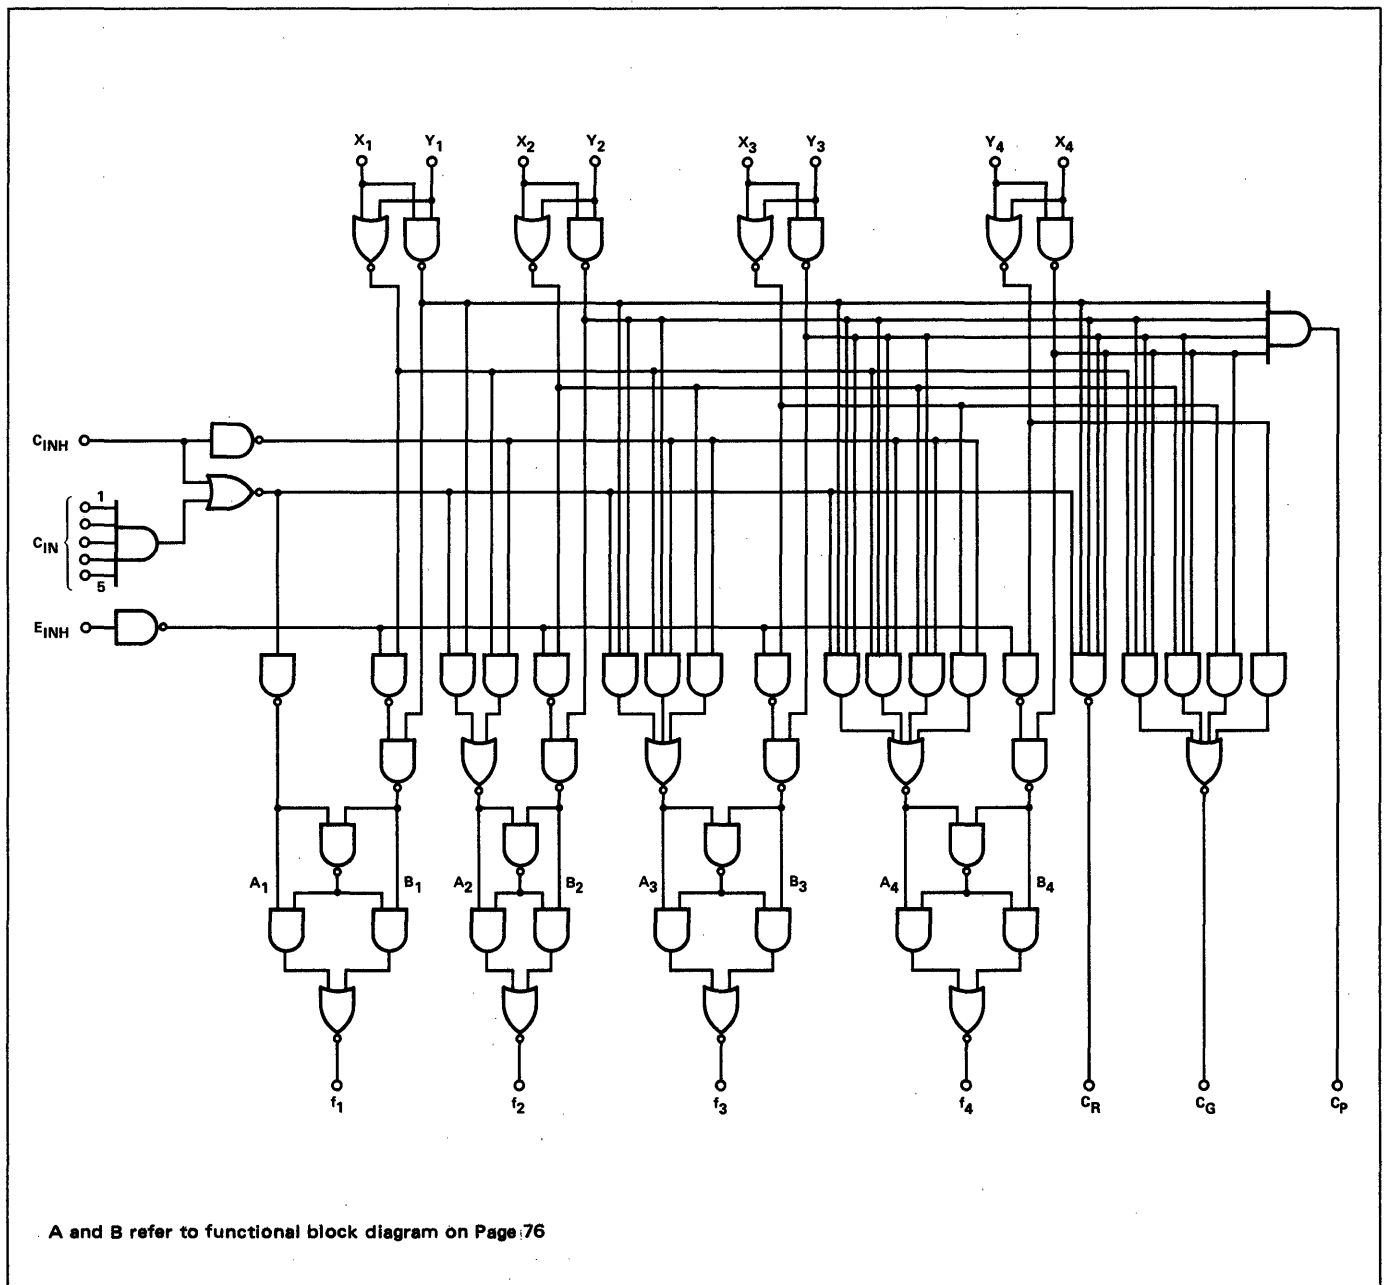 X1 Y1 X2 Y2 X3 Y3 Y4 X4
CINH
1
CIN
5
EINH
A1 B1 A2 B2 A3 B3 A4 B4
f1 f2 f3 f4 CR CG CP
A and B refer to functional block diagram on Page 76